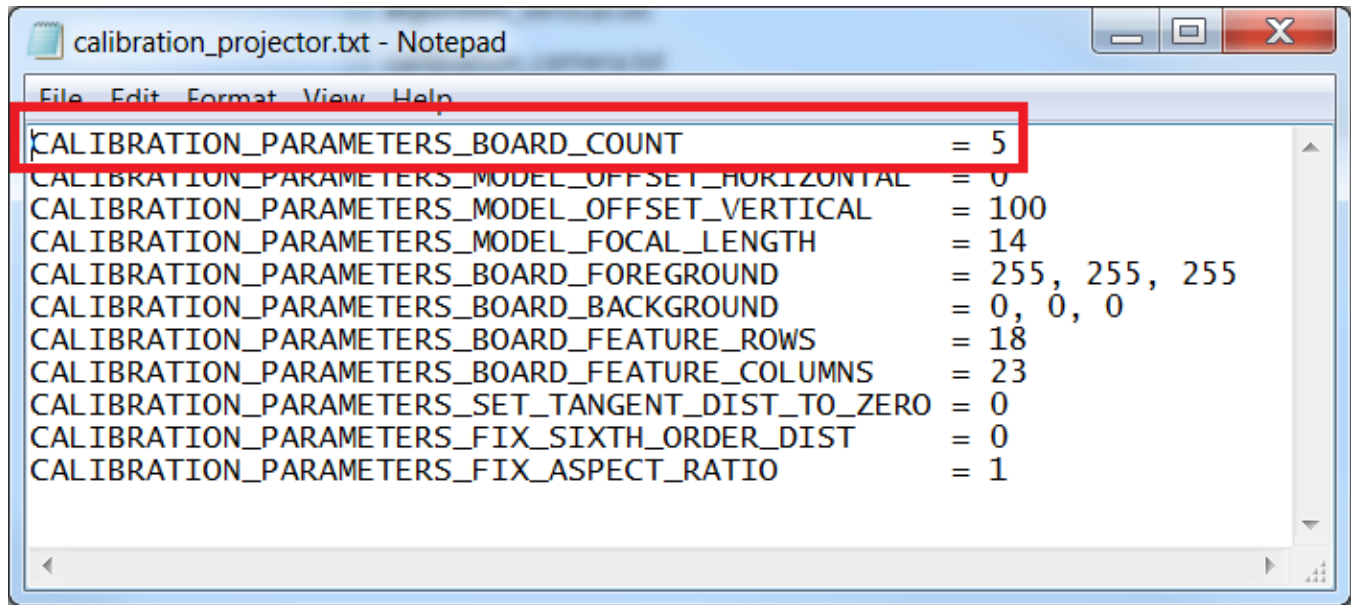 calibration_projector.txt - Notepad
File Edit Format View Help
CALIBRATION_PARAMETERS_BOARD_COUNT = 5
CALIBRATION_PARAMETERS_MODEL_OFFSET_HORIZONTAL = 0
CALIBRATION_PARAMETERS_MODEL_OFFSET_VERTICAL = 100
CALIBRATION_PARAMETERS_MODEL_FOCAL_LENGTH = 14
CALIBRATION_PARAMETERS_BOARD_FOREGROUND = 255, 255, 255
CALIBRATION_PARAMETERS_BOARD_BACKGROUND = 0, 0, 0
CALIBRATION_PARAMETERS_BOARD_FEATURE_ROWS = 18
CALIBRATION_PARAMETERS_BOARD_FEATURE_COLUMNS = 23
CALIBRATION_PARAMETERS_SET_TANGENT_DIST_TO_ZERO = 0
CALIBRATION_PARAMETERS_FIX_SIXTH_ORDER_DIST = 0
CALIBRATION_PARAMETERS_FIX_ASPECT_RATIO = 1